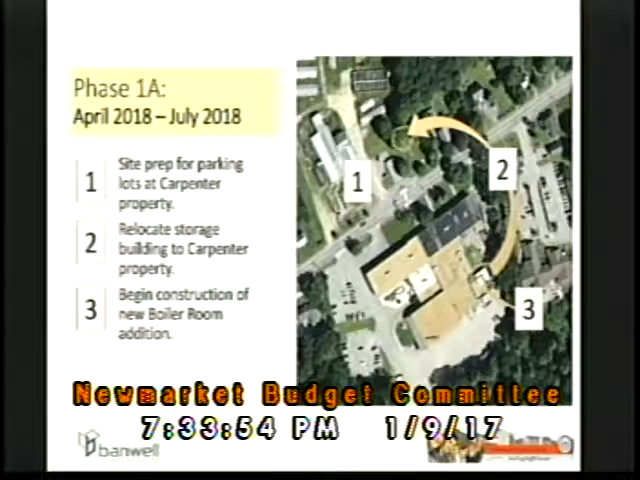 Phase 1A:
April 2018 – July 2018
1
Site prep for parking
lots at Carpenter
property.
2
Relocate storage
building to Carpenter
property.
3
Begin construction of
new Boiler Room
addition.
1
2
3
Newmarket Budget Committee
7:33:54 PM 1/9/17
banwell